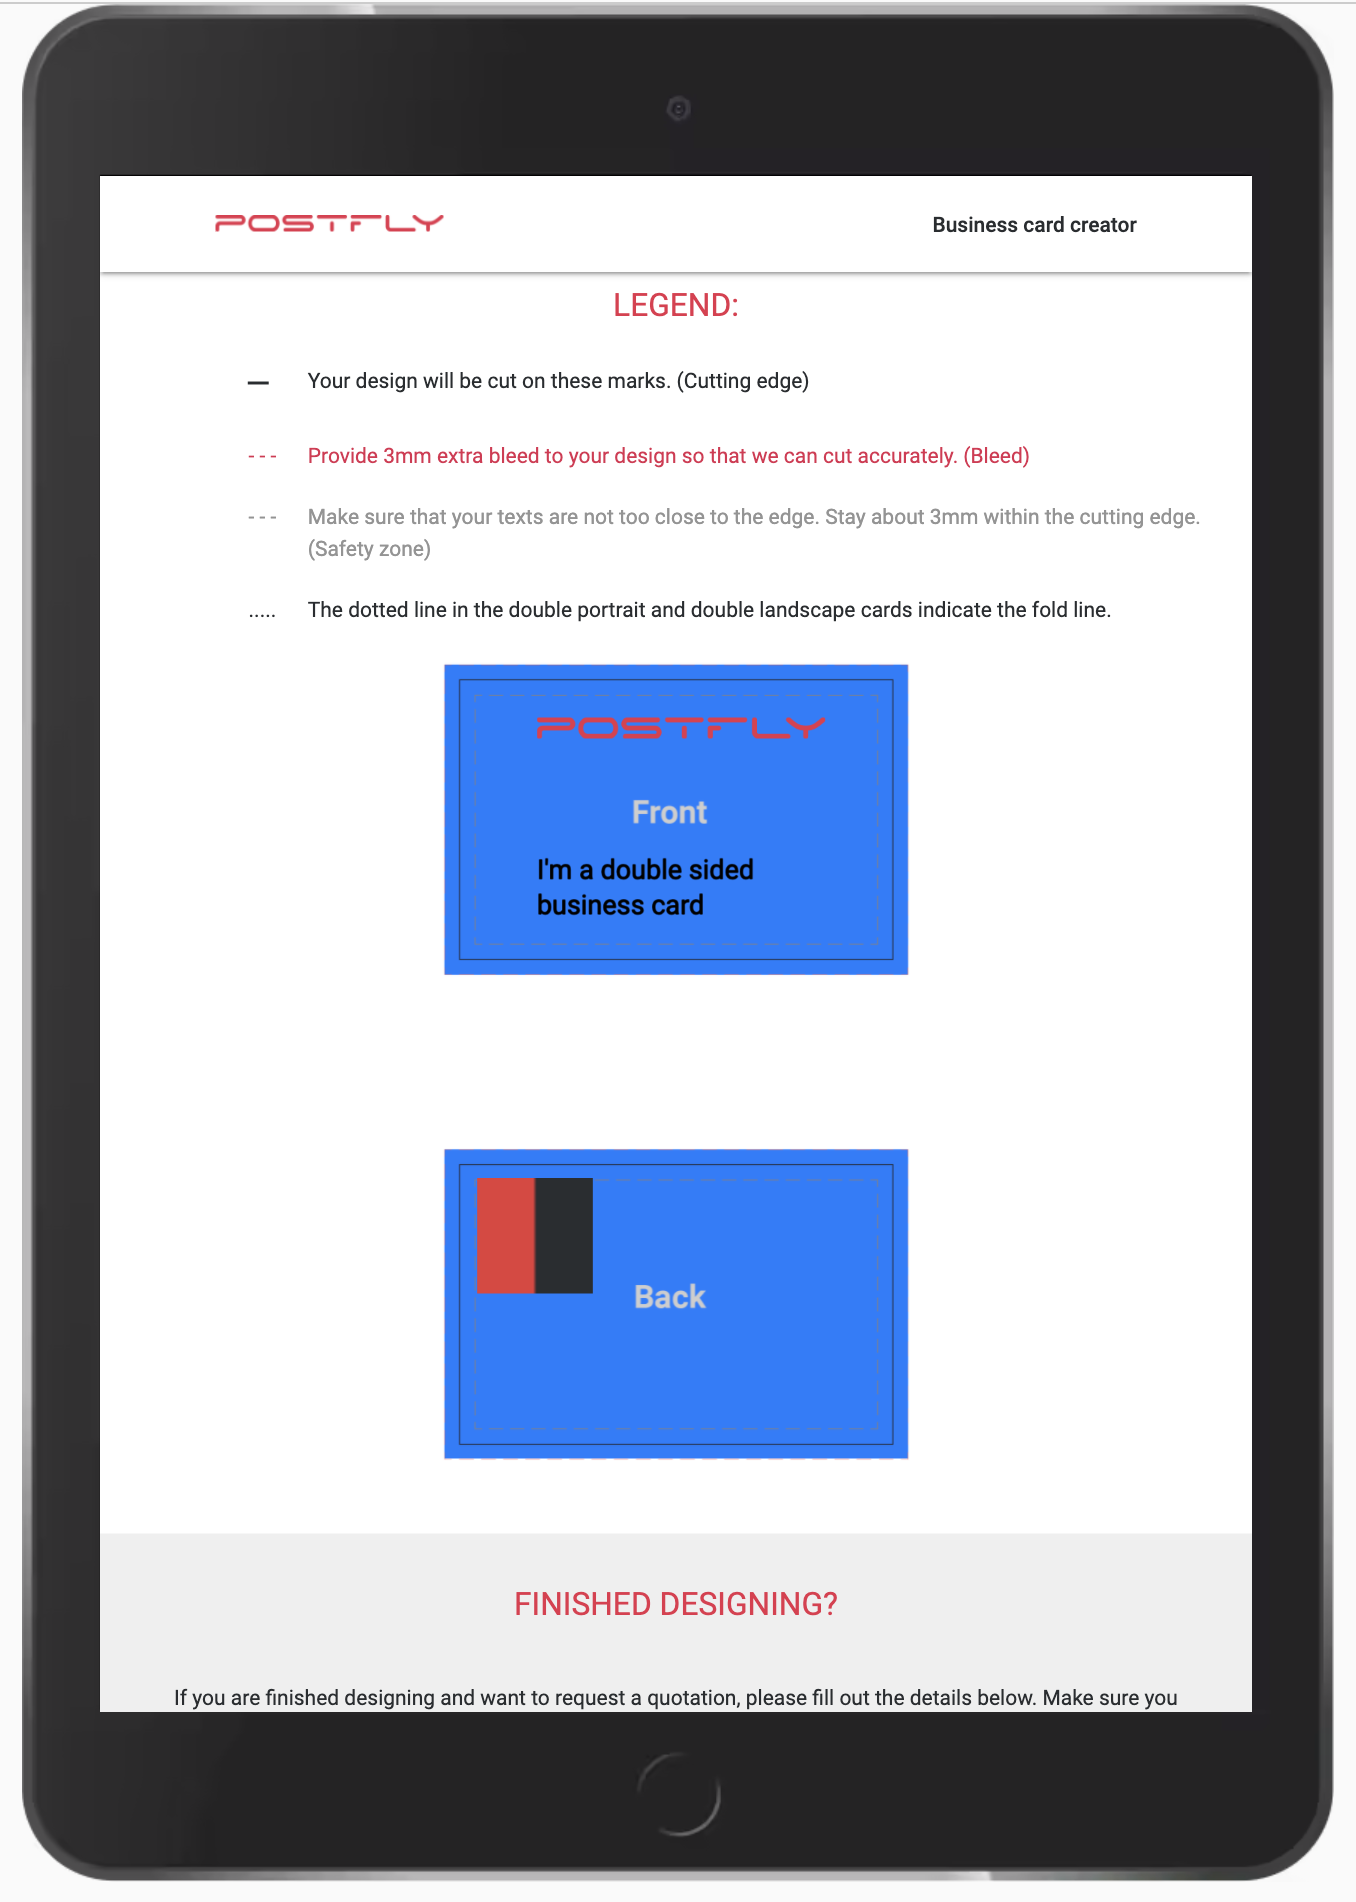 POSTFLY
Business card creator
LEGEND:
— Your design will be cut on these marks. (Cutting edge)
--- Provide 3mm extra bleed to your design so that we can cut accurately. (Bleed)
--- Make sure that your texts are not too close to the edge. Stay about 3mm within the cutting edge.
(Safety zone)
..... The dotted line in the double portrait and double landscape cards indicate the fold line.
POSTFLY
Front
I'm a double sided
business card
Back
FINISHED DESIGNING?
If you are finished designing and want to request a quotation, please fill out the details below. Make sure you